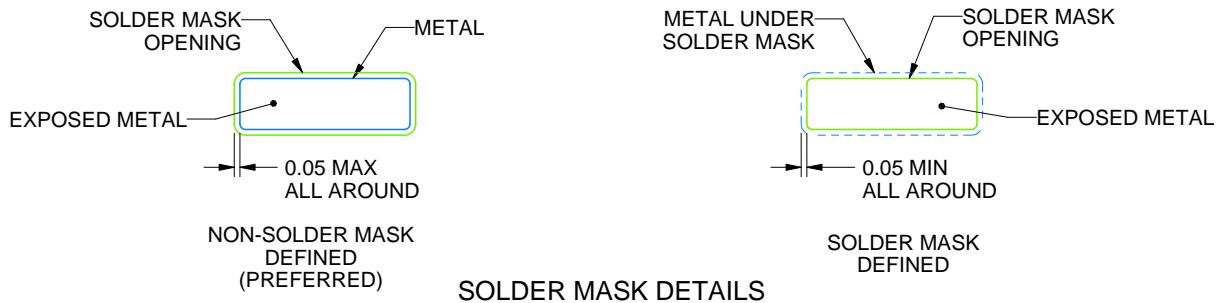 SOLDER MASK
OPENING
METAL
EXPOSED METAL
0.05 MAX
ALL AROUND
NON-SOLDER MASK
DEFINED
(PREFERRED)
METAL UNDER
SOLDER MASK
SOLDER MASK
OPENING
EXPOSED METAL
0.05 MIN
ALL AROUND
SOLDER MASK
DEFINED
SOLDER MASK DETAILS